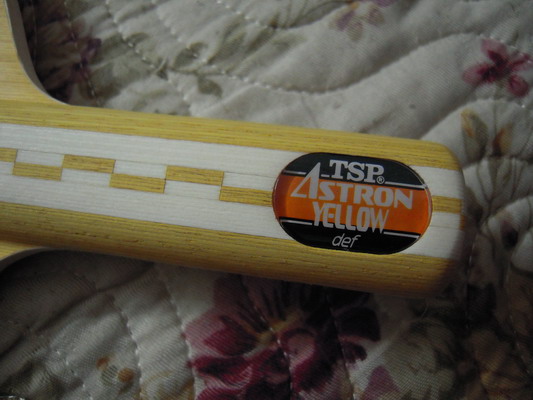 TSP®
ASTRON
YELLOW
def